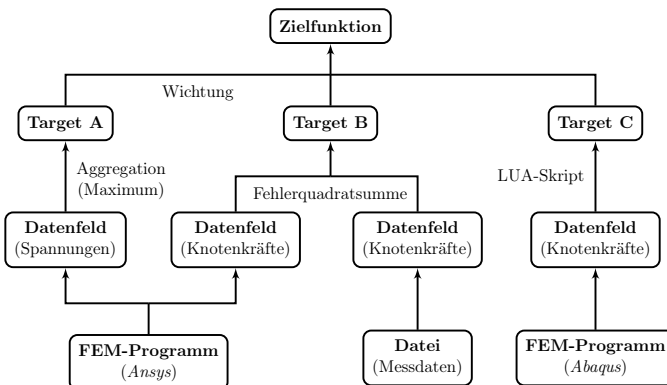 Zielfunktion
Wichtung
Target A
Target B
Target C
Aggregation
(Maximum)
Fehlerquadratsumme
LUA-Skript
Datenfeld
(Spannungen)
Datenfeld
(Knotenkräfte)
Datenfeld
(Knotenkräfte)
Datenfeld
(Knotenkräfte)
FEM-Programm
(Ansys)
Datei
(Messdaten)
FEM-Programm
(Abaqus)